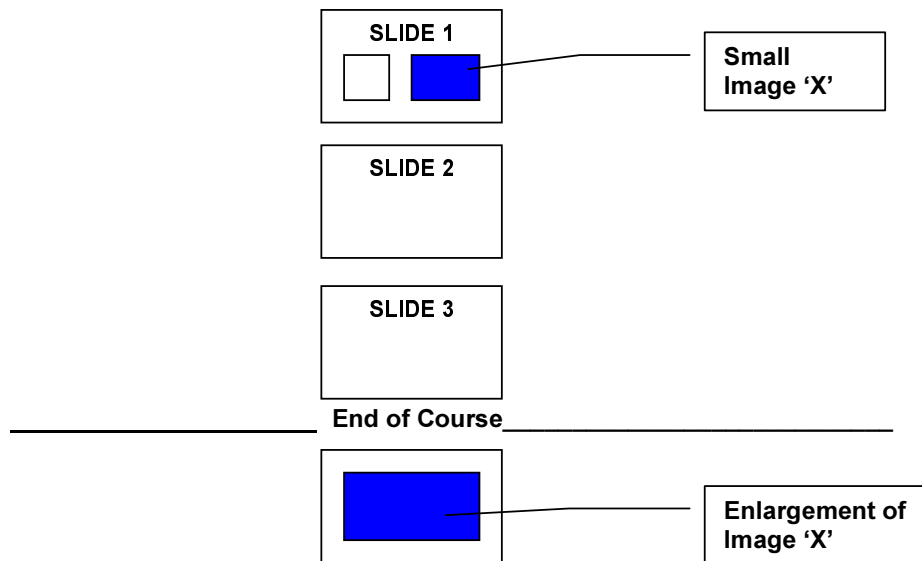 SLIDE 1
Small
Image ‘X’
SLIDE 2
SLIDE 3
End of Course
Enlargement of
Image ‘X’